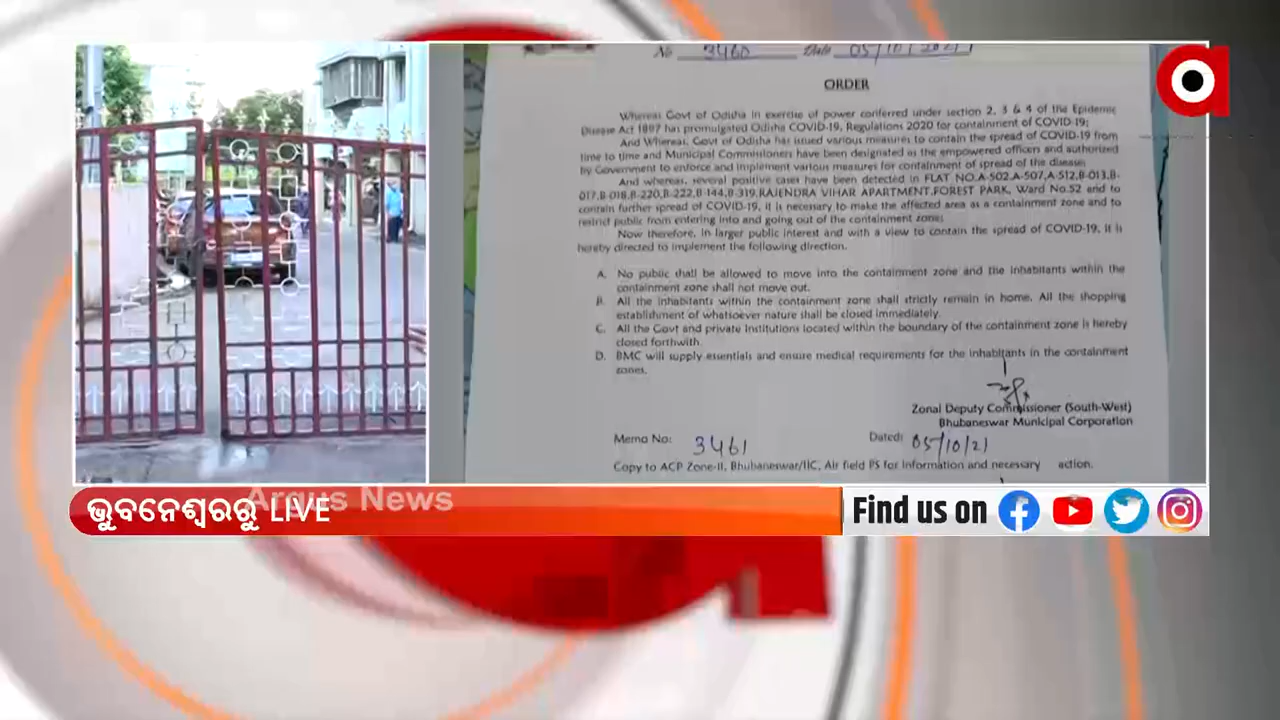 No 3460 Date 05/10/2021
ORDER
Whereas Govt of Odisha in exercise of power conferred under section 2, 3 & 4 of the Epidemic
Disease Act 1897 has promulgated Odisha COVID-19, Regulations 2020 for containment of COVID-19;
And Whereas, Govt of Odisha has issued various measures to contain the spread of COVID-19 from
time to time and Municipal Commissioners have been designated as the empowered officers and authorized
by Government to enforce and implement various measures for containment of spread of the disease
And whereas, several positive cases have been detected in FLAT NO.A-502,A-507,A-512,B-013,B-
017,B-018,B-220,B-222,B-144,B-319,RAJENDRA VIHAR APARTMENT,FOREST PARK, Ward No.52 and to
contain further spread of COVID-19, it is necessary to make the affected area as a containment zone and to
restrict public from entering into and going out of the containment zone
Now therefore, in larger public interest and with a view to contain the spread of COVID-19, it is
hereby directed to implement the following direction.
A. No public shall be allowed to move into the containment zone and the inhabitants within the
containment zone shall not move out.
B. All the inhabitants within the containment zone shall strictly remain in home. All the shopping
establishment of whatsoever nature shall be closed immediately.
C. All the Govt and private Institutions located within the boundary of the containment zone is hereby
closed forthwith.
D. BMC will supply essentials and ensure medical requirements for the inhabitants in the containment
zones.
Zonal Deputy Commissioner (South-West)
Bhubaneswar Municipal Corporation
Memo No: 3461 Dated: 05/10/21
Copy to ACP Zone-II, Bhubaneswar/IIC, Air field PS for information and necessary action.
Argus News
ଭୁବନେଶ୍ୱରରୁ LIVE
Find us on